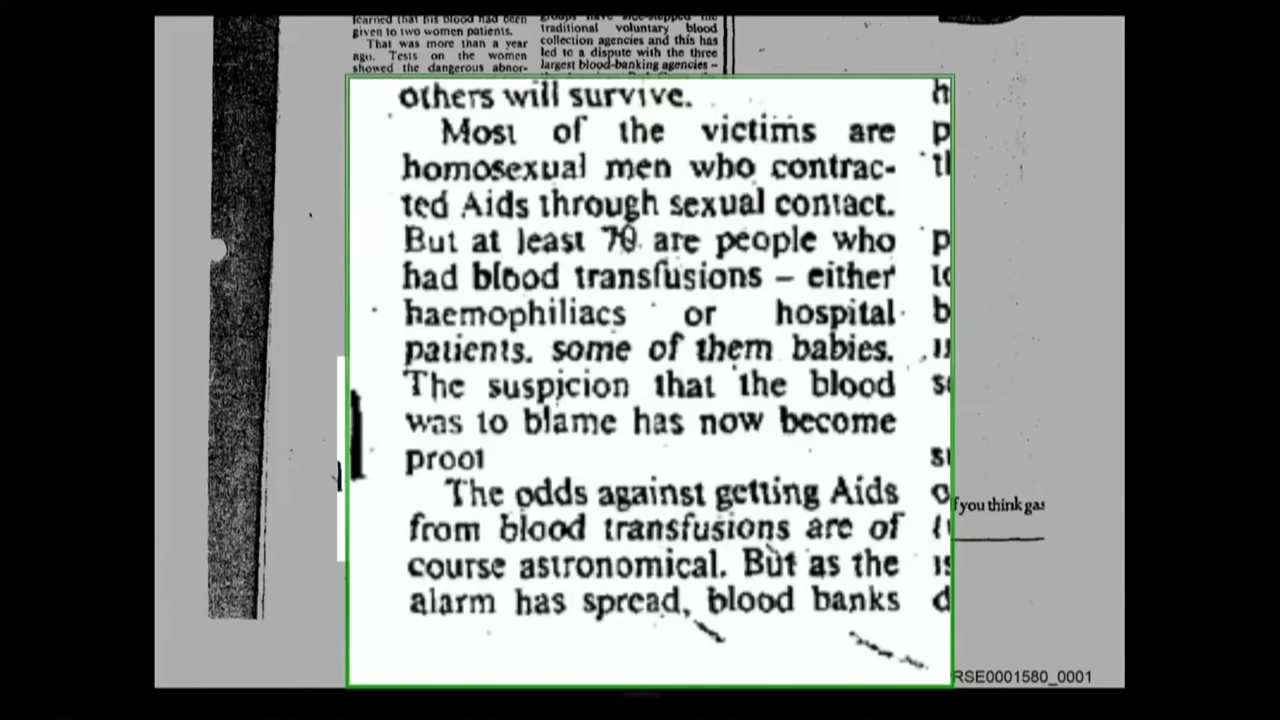 learned that his blood had been
given to two women patients.
That was more than a year
ago. Tests on the women
showed the dangerous abnor-
groups have side-stepped the
traditional voluntary blood
collection agencies and this has
led to a dispute with the three
largest blood-banking agencies –
others will survive.
Most of the victims are
homosexual men who contrac-
ted Aids through sexual contact.
But at least 70 are people who
had blood transfusions – either
haemophiliacs or hospital
patients. some of them babies.
The suspicion that the blood
was to blame has now become
proof
The odds against getting Aids
from blood transfusions are of
course astronomical. But as the
alarm has spread, blood banks
f you think gas
RSE0001580_0001